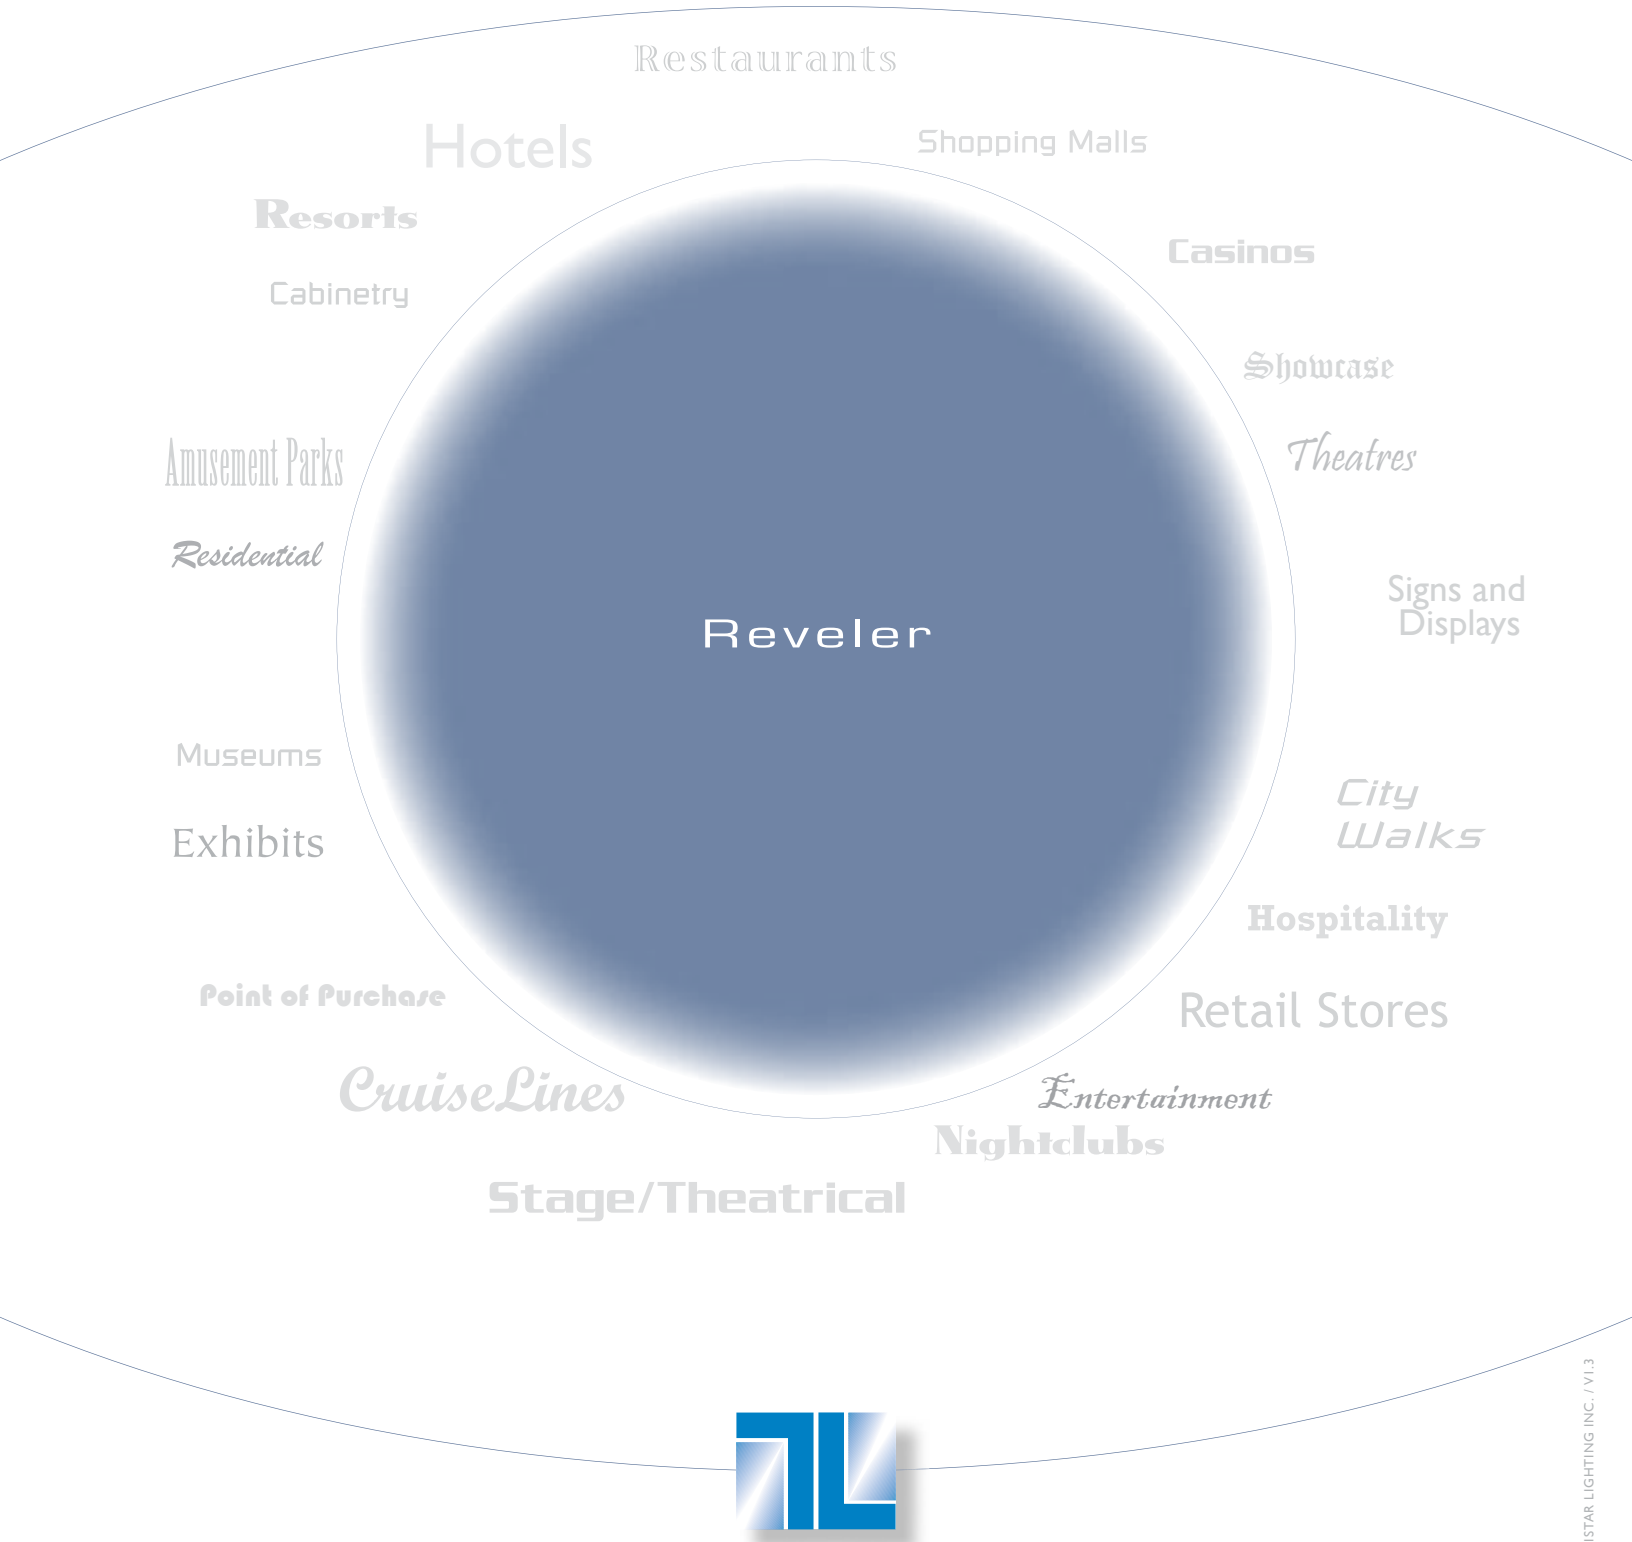 Restaurants
Hotels
Shopping Malls
Resorts
Casinos
Cabinetry
Showcase
Theatres
Amusement Parks
Residential
Signs and
Displays
Reveler
Museums
City
Walks
Exhibits
Hospitality
Point of Purchase
Retail Stores
CruiseLines
Entertainment
Nightclubs
Stage/Theatrical
ISTAR LIGHTING INC. / V1.3